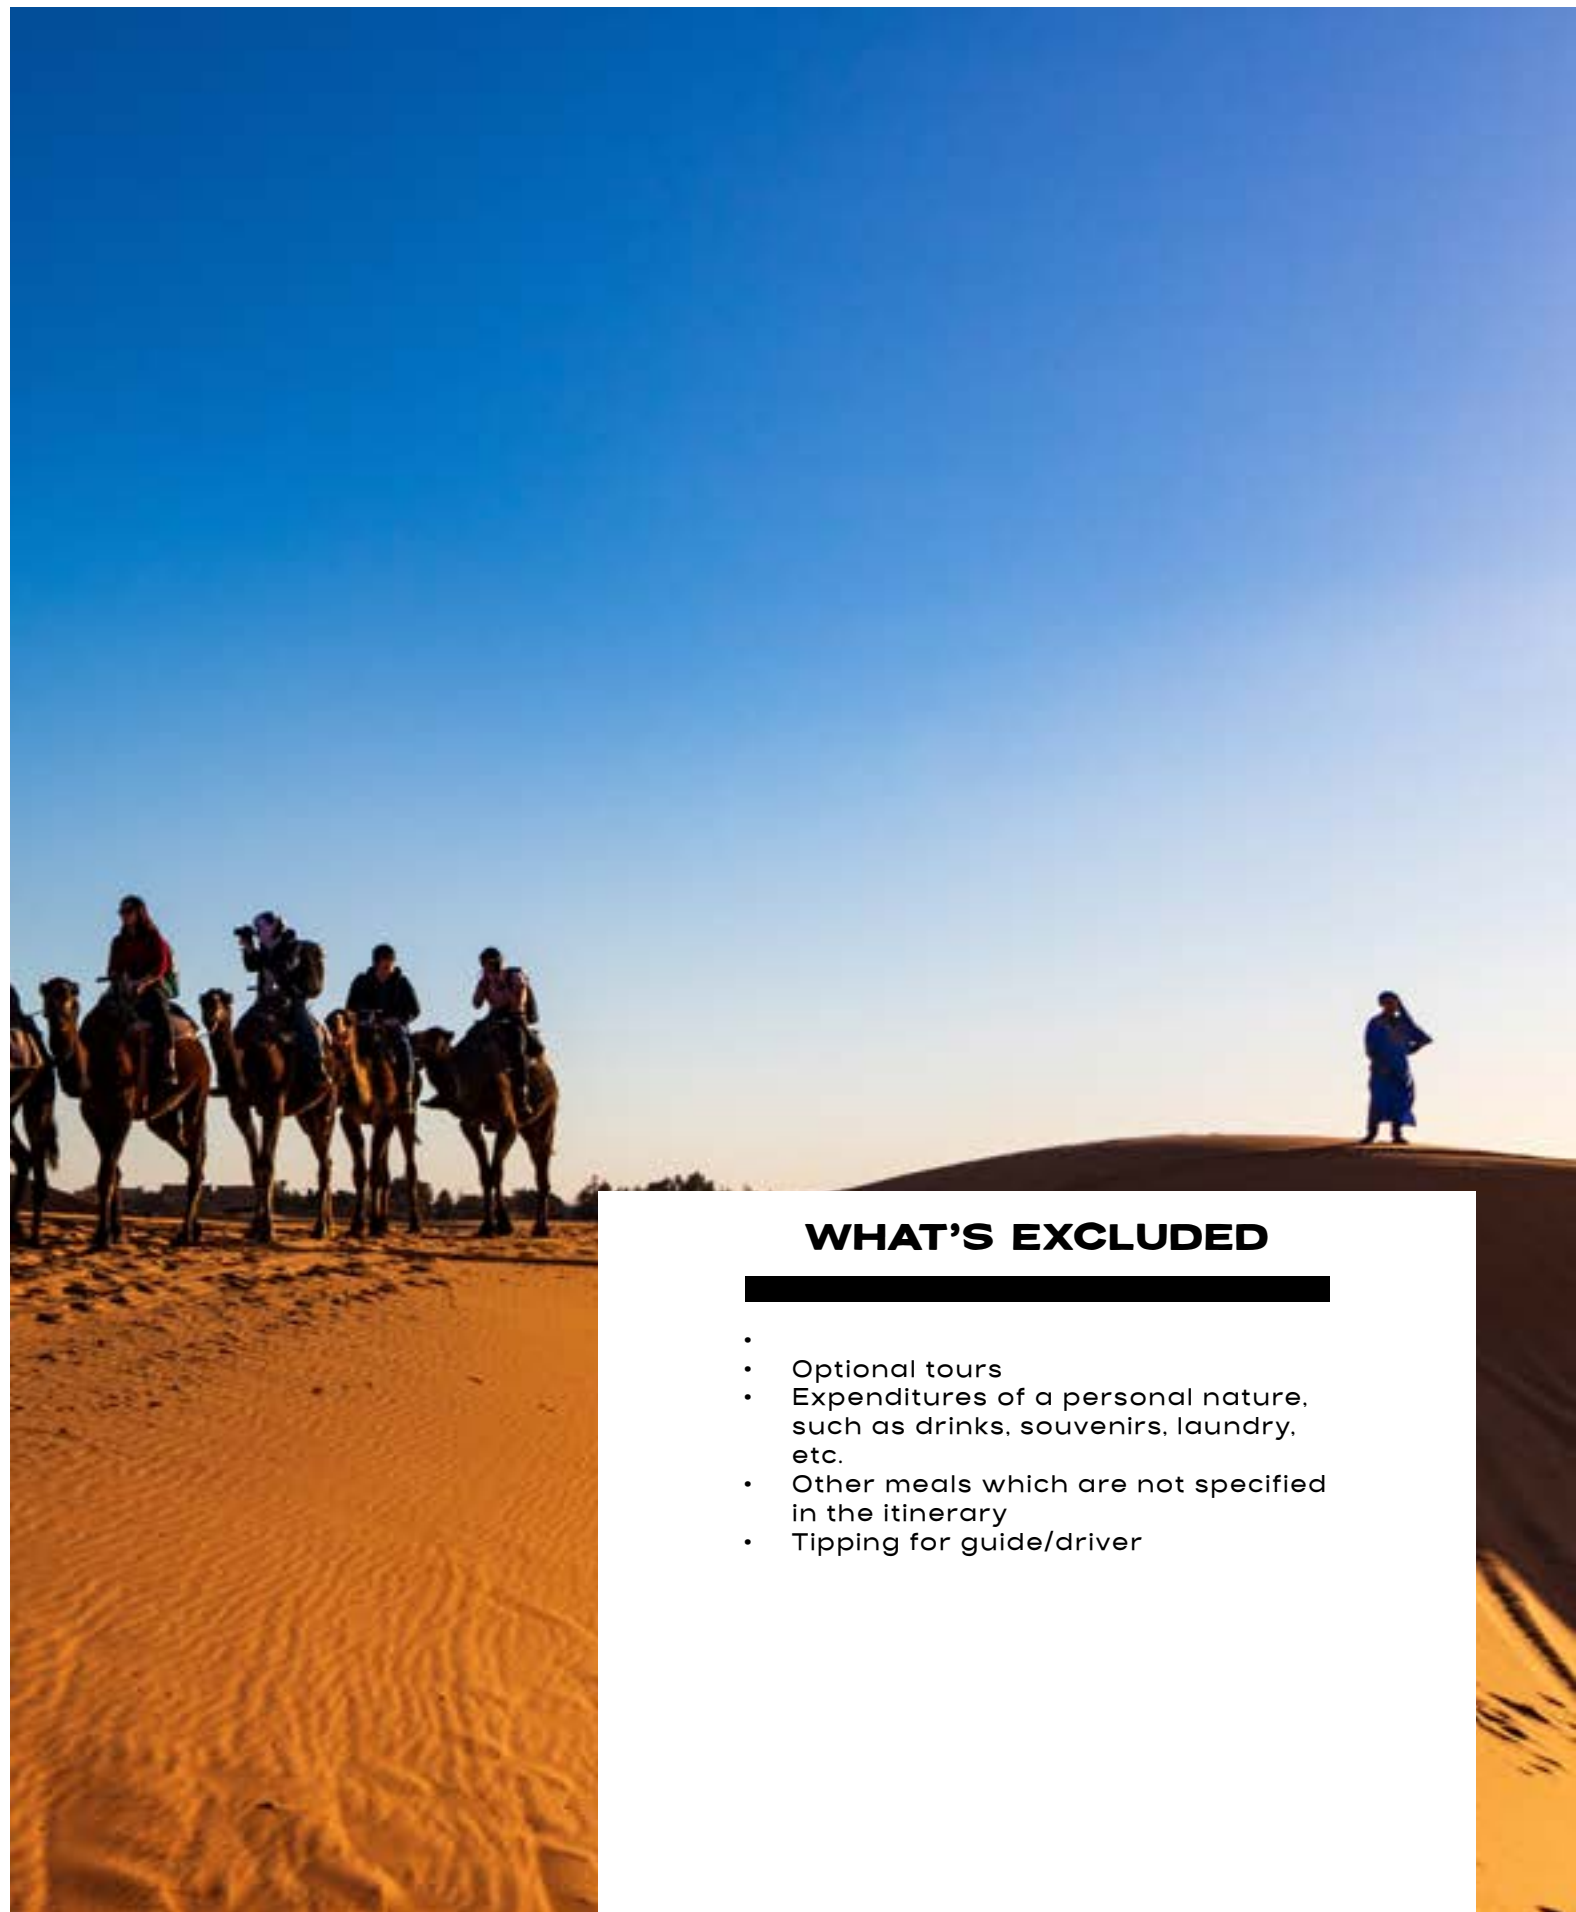 WHAT’S EXCLUDED
•
• Optional tours
• Expenditures of a personal nature,
such as drinks, souvenirs, laundry,
etc.
• Other meals which are not specified
in the itinerary
• Tipping for guide/driver